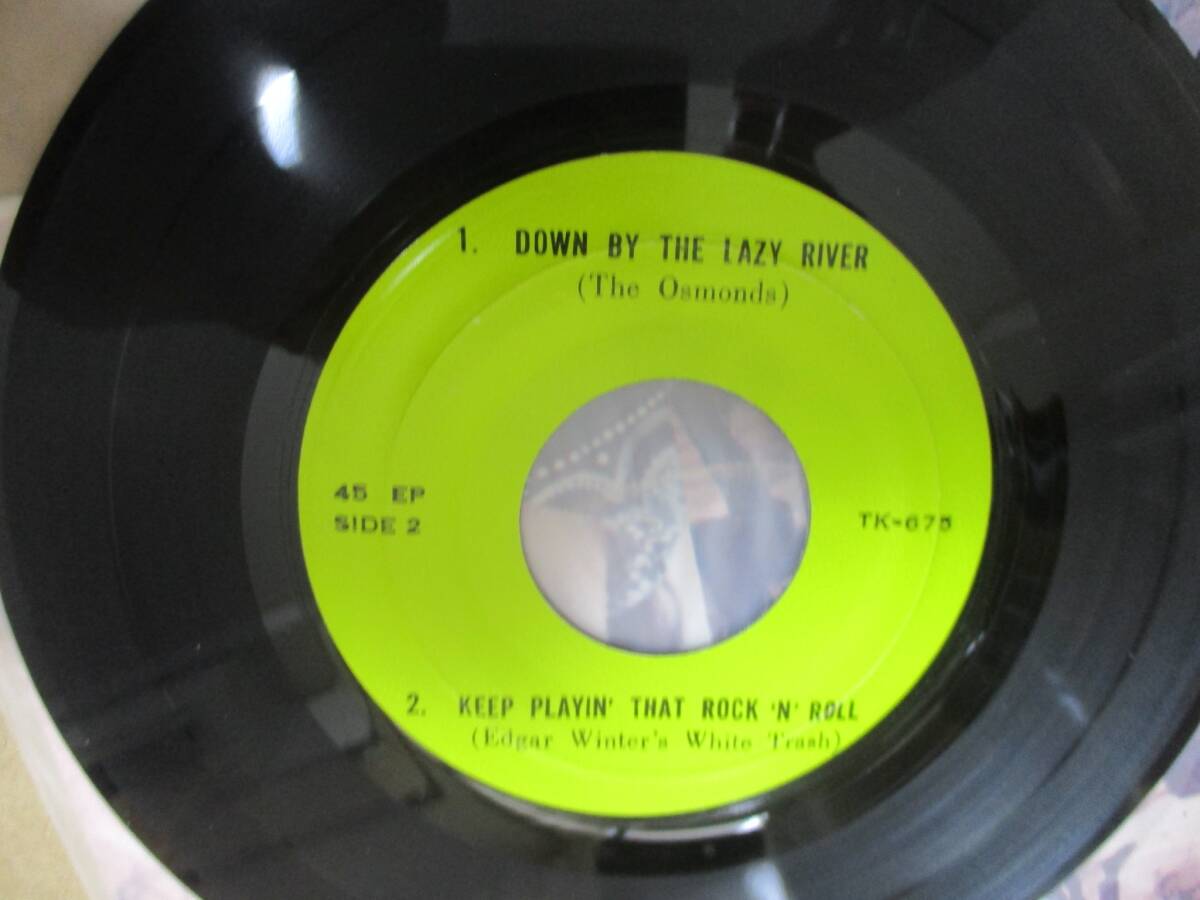 1. DOWN BY THE LAZY RIVER
(The Osmonds)
45 EP
SIDE 2
TK-675
2. KEEP PLAYIN' THAT ROCK 'N' ROLL
(Edgar Winter's White Trash)